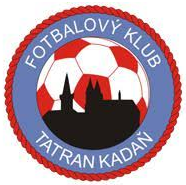 FOTBALOVÝ KLUB
TATRAN KADAŇ